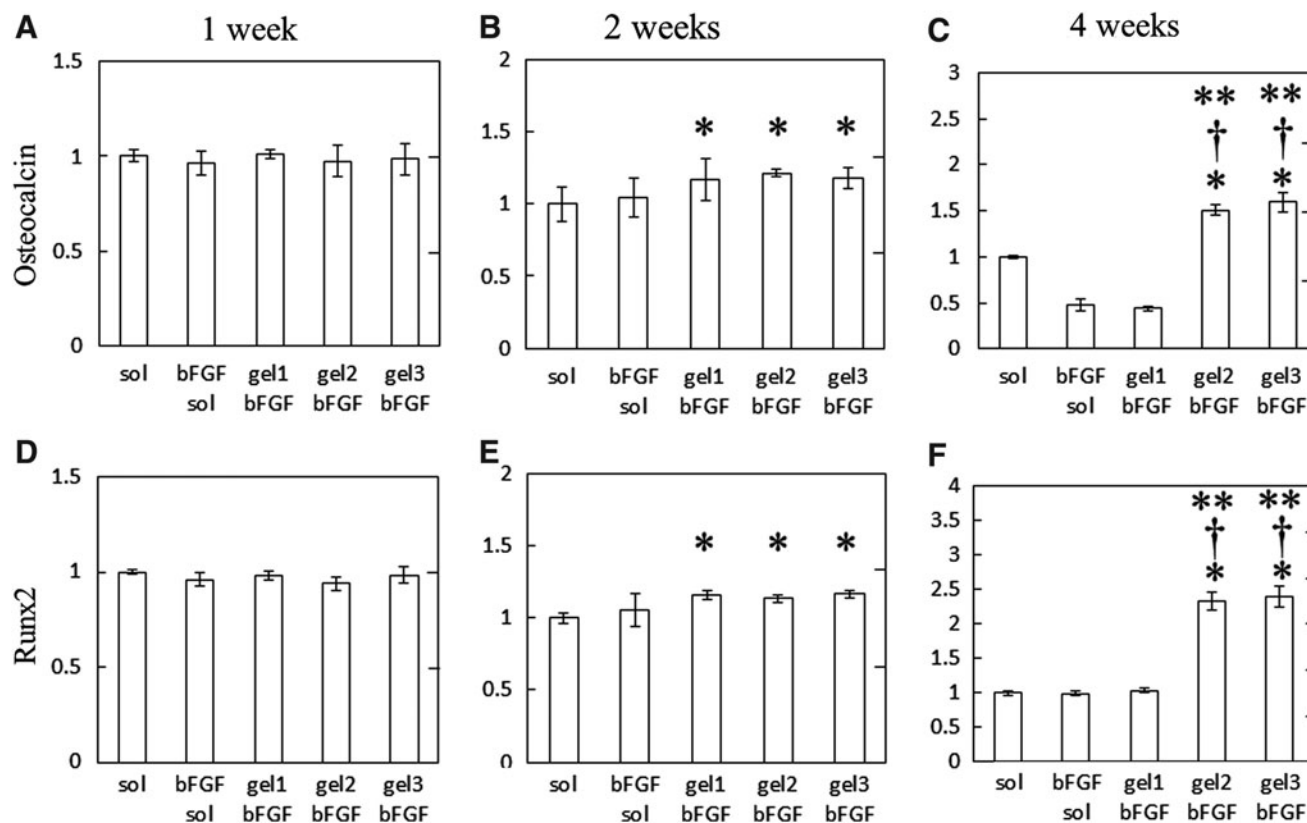 A 1 week
B 2 weeks
C 4 weeks
Osteocalcin
1.5
1
0.5
0
sol bFGF gel1 gel2 gel3
sol bFGF bFGF bFGF
2
1.5
1
0.5
0
* * *
sol bFGF gel1 gel2 gel3
sol bFGF bFGF bFGF
3
2.5
2
1.5
1
0.5
0
** **
† †
* *
sol bFGF gel1 gel2 gel3
sol bFGF bFGF bFGF
D
E
F
Runx2
1.5
1
0.5
0
sol bFGF gel1 gel2 gel3
sol bFGF bFGF bFGF
2
1.5
1
0.5
0
* * *
sol bFGF gel1 gel2 gel3
sol bFGF bFGF bFGF
4
3.5
3
2.5
2
1.5
1
0.5
0
** **
† †
* *
sol bFGF gel1 gel2 gel3
sol bFGF bFGF bFGF